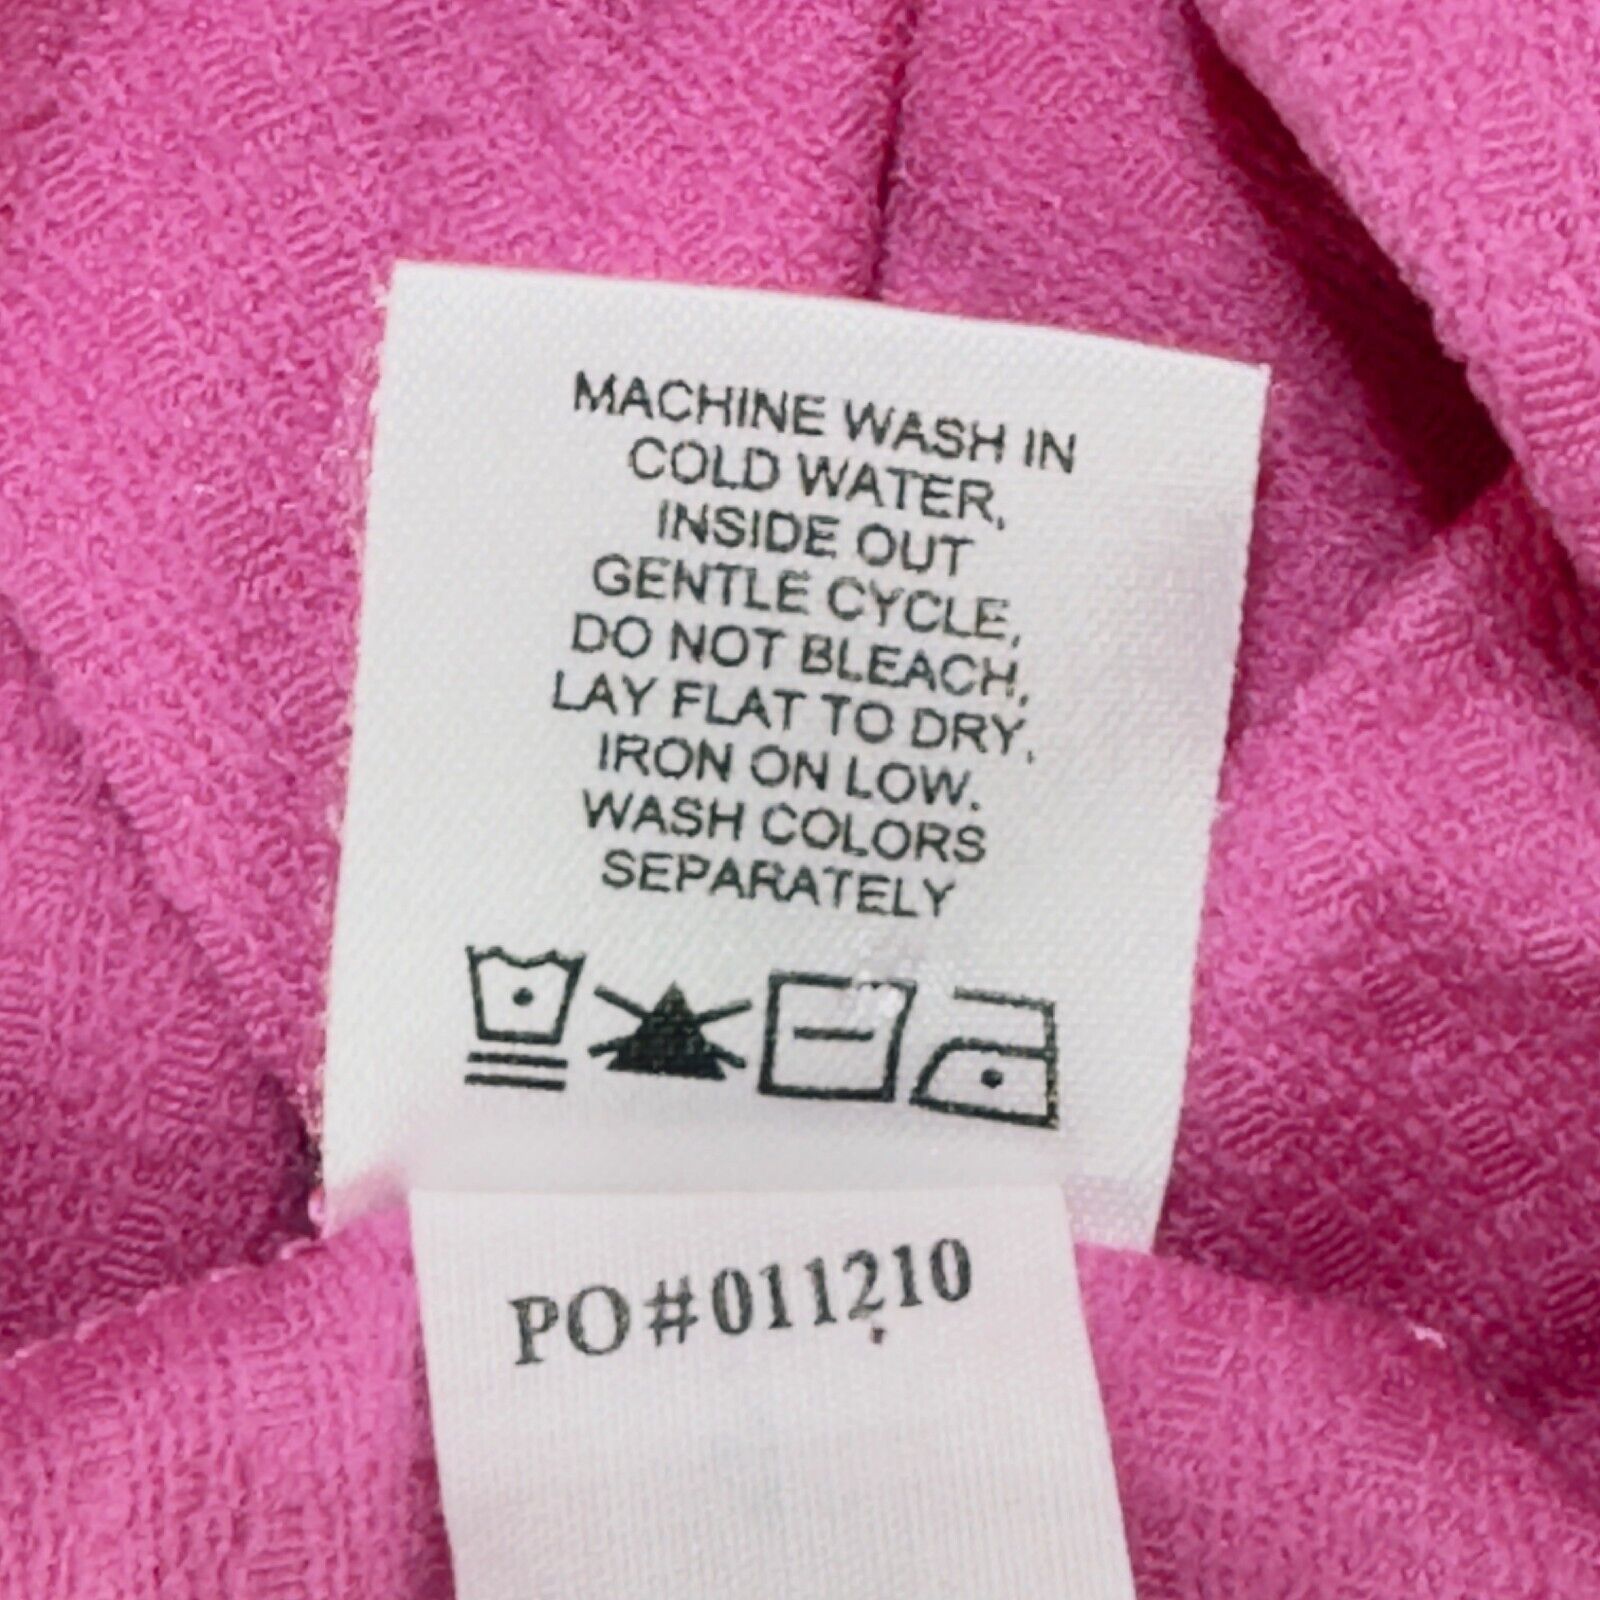 MACHINE WASH IN
COLD WATER,
INSIDE OUT
GENTLE CYCLE,
DO NOT BLEACH,
LAY FLAT TO DRY,
IRON ON LOW.
WASH COLORS
SEPARATELY
PO#011210